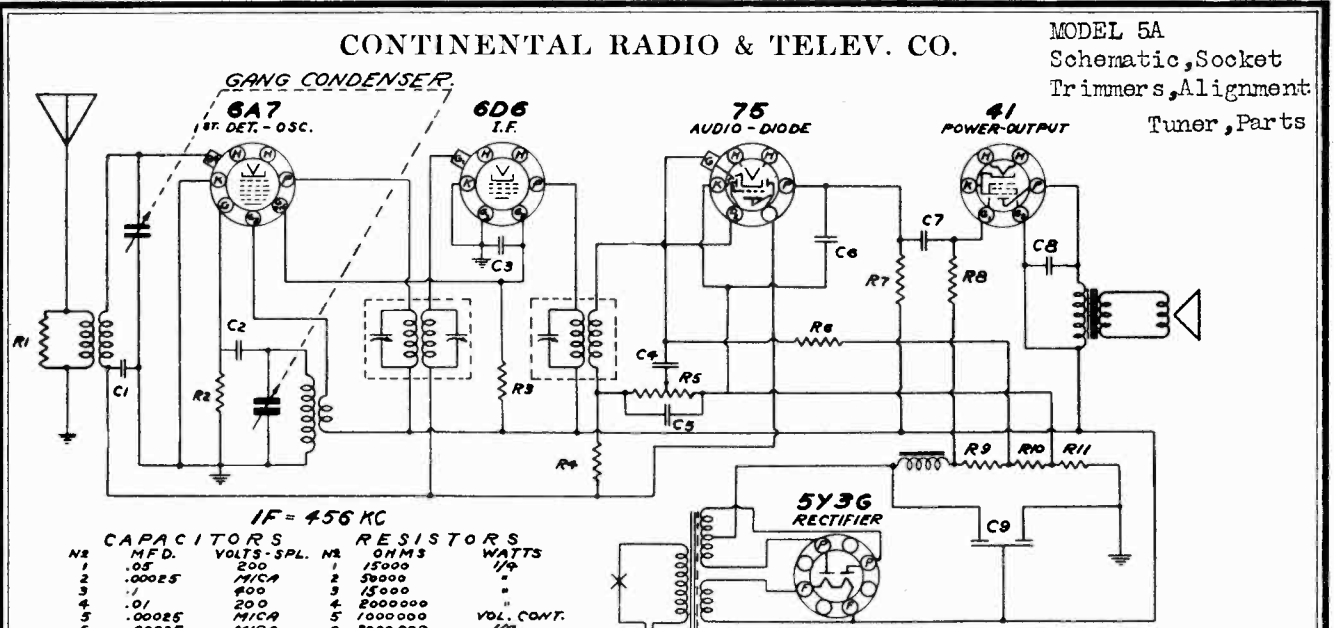 CONTINENTAL RADIO & TELEV. CO.
MODEL 5A
Schematic,Socket
Trimmers,Alignment
Tuner,Parts
GANG CONDENSER.
6A7
1ST. DET.-OSC.
6D6
I.F.
75
AUDIO-DIODE
41
POWER-OUTPUT
H H
H H
H H
H H
K P
K P
K P
K P
G
C3
C6
C7
C8
R7
R8
R1
C1
C2
R2
R3
C4
R5
R6
C5
R4
R9 R10 R11
C9
5Y3G
RECTIFIER
P P
F F
IF = 456 KC
CAPACITORS RESISTORS
No MFD. VOLTS-SPL. No OHMS WATTS
1 .05 200 1 15000 1/4
2 .00025 MICA 2 50000 "
3 .1 400 3 15000 "
4 .01 200 4 2000000 "
5 .00025 MICA 5 1000000 VOL. CONT.